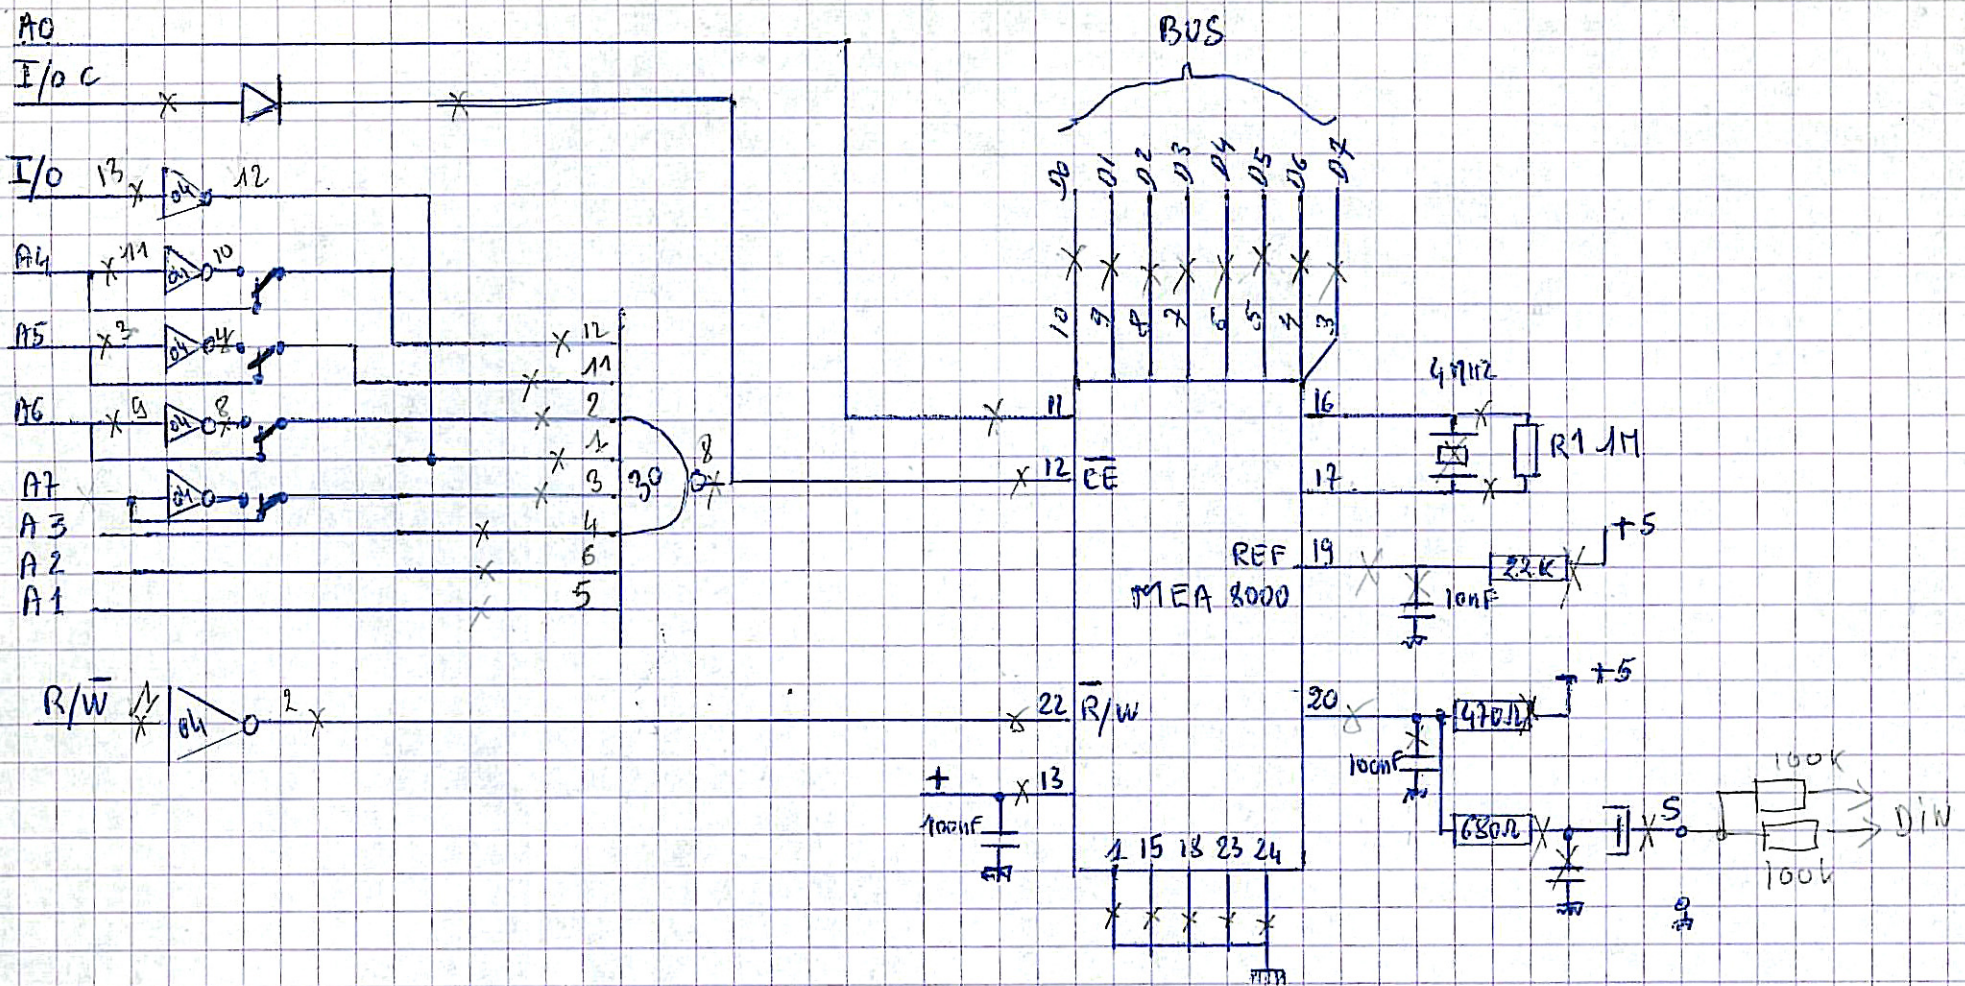 A0
BUS
I/O C
I/O 13 04 12
D0 D1 D2 D3 D4 D5 D6 D7
A4 11 04 10
10 9 8 7 6 5 4 3
A5 3 04 4
12
11
4MHz
A6 9 04 8
2
11
16
1
R1 1M
A7 04
3
30
8
12 EE
17
A3 4
A2 6
A1 5
REF 19
22K
+5
MEA 8000
10nF
R/W̅ 1 04 2
22 R̅/W
20
470Ω
+5
+ 13
100nF
100nF
680Ω
S
100K
DIN
100K
1 15 18 23 24